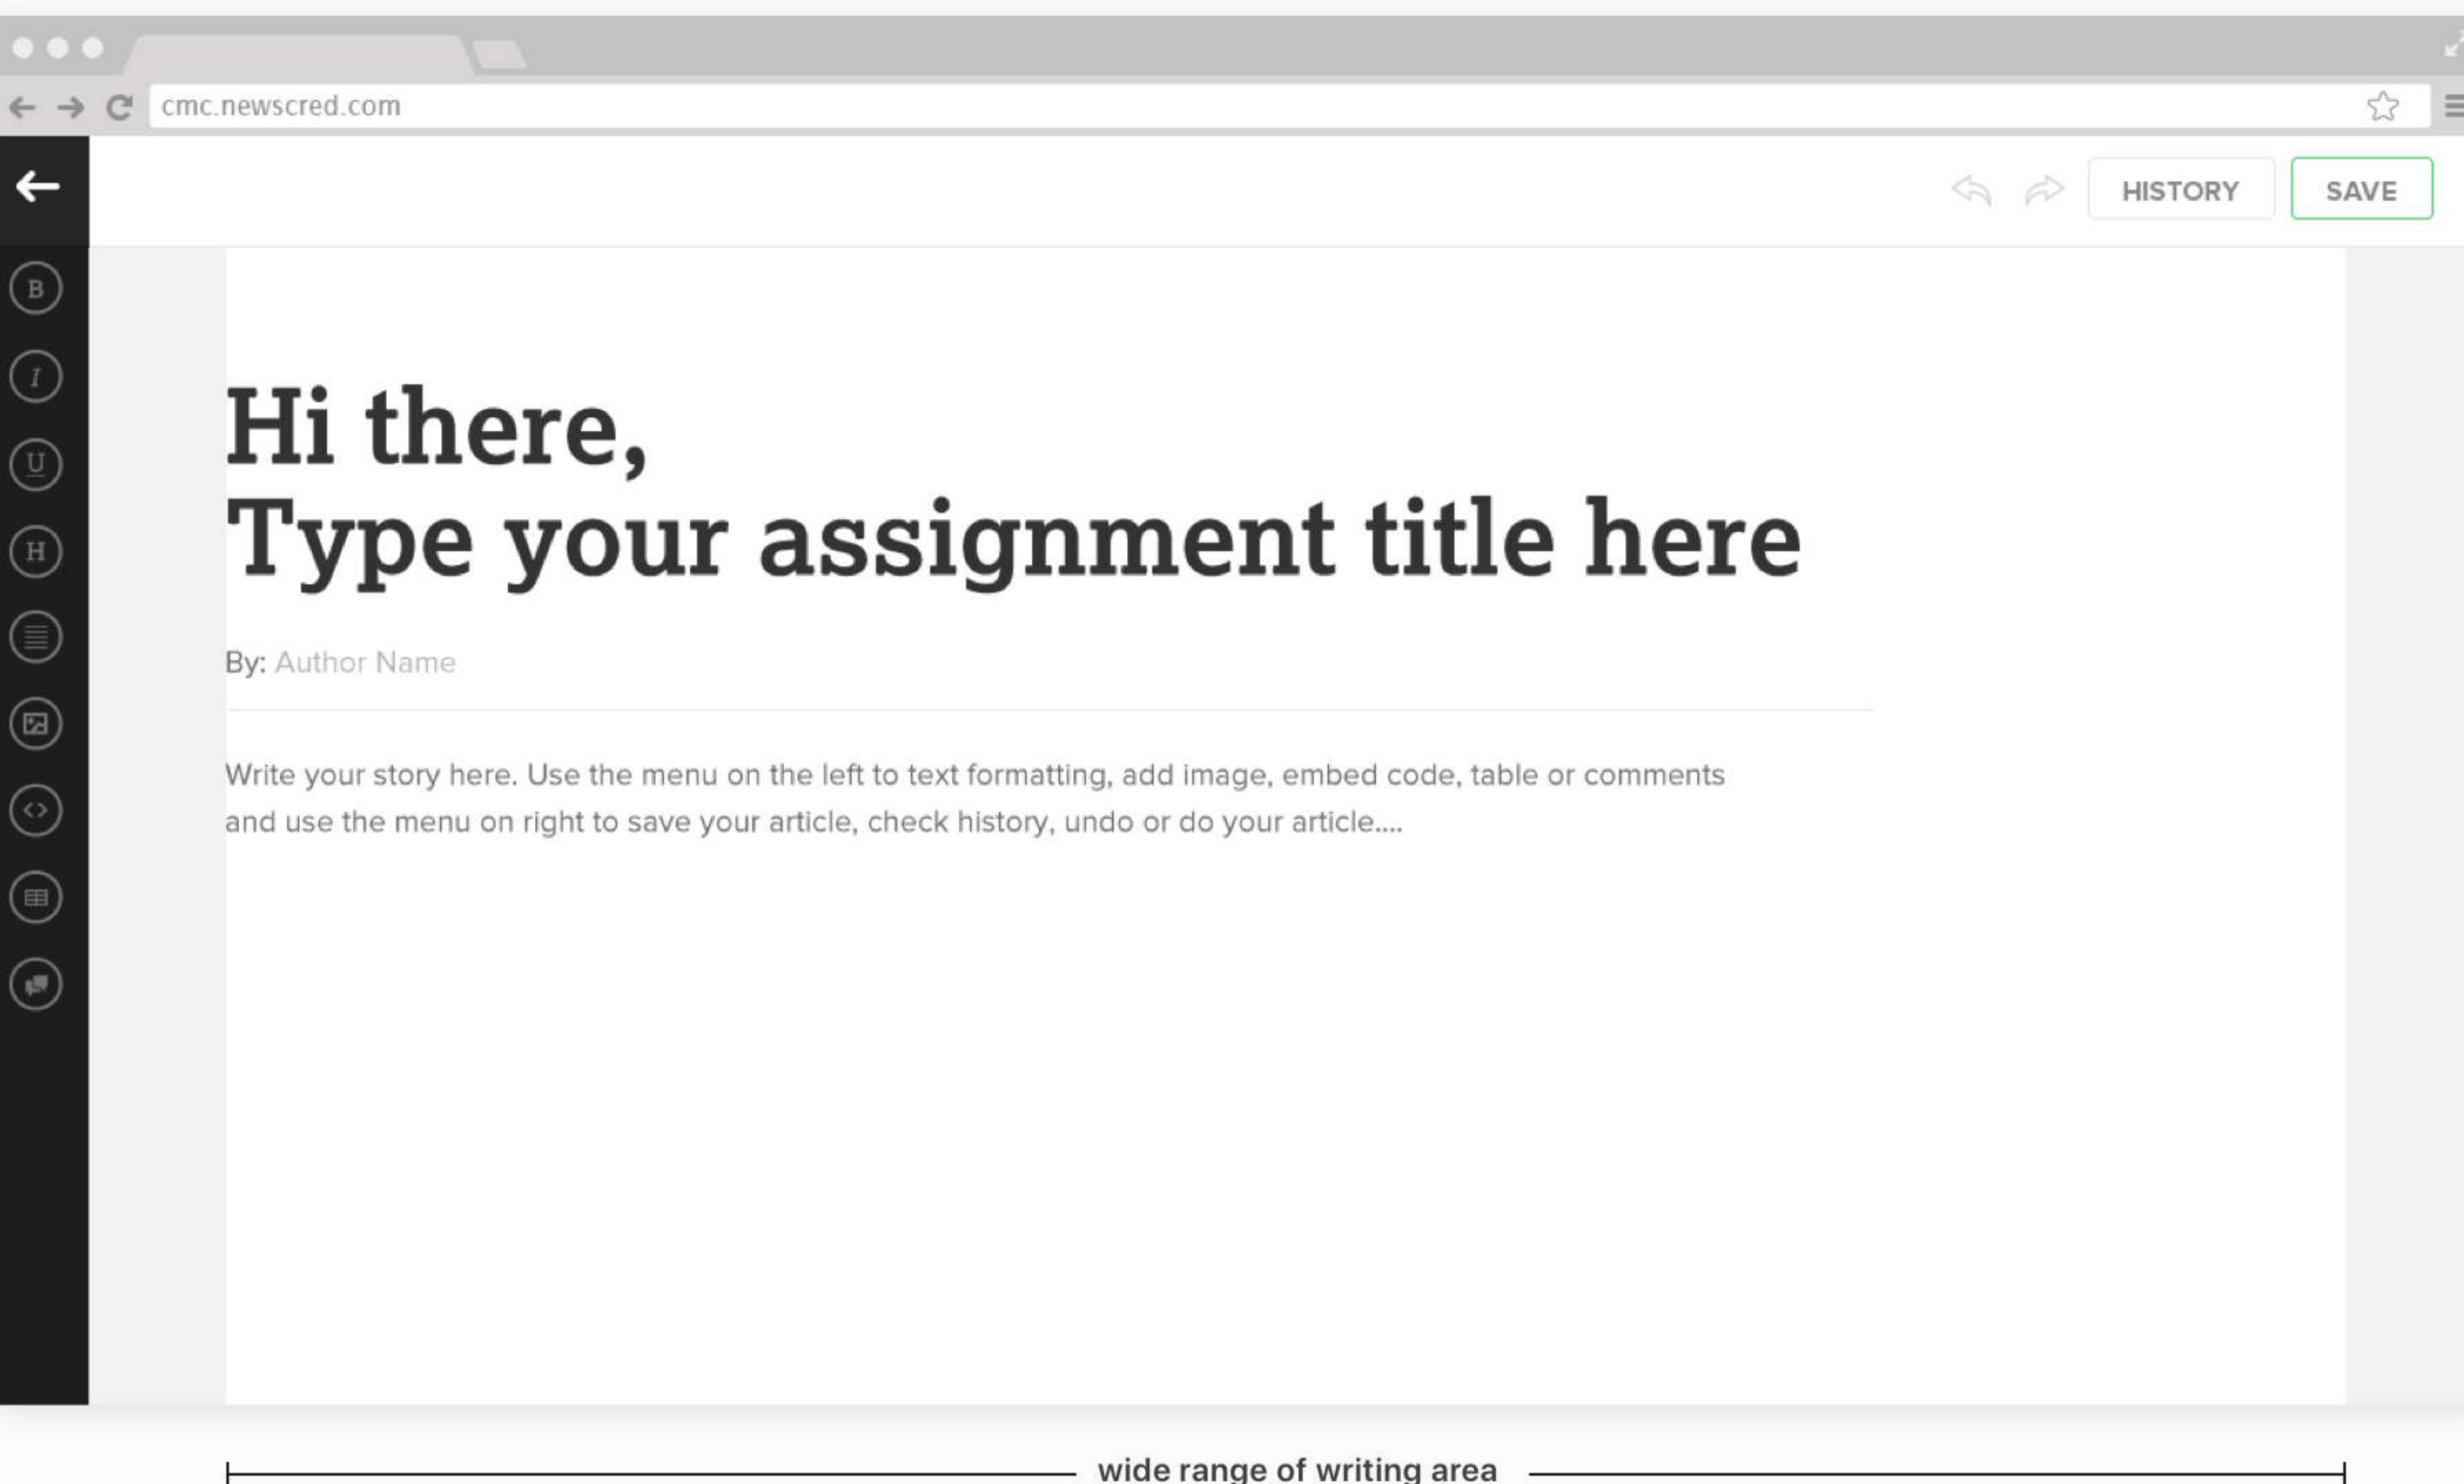 cmc.newscred.com
HISTORY
SAVE
B
I
U
H
Hi there,
Type your assignment title here
By: Author Name
Write your story here. Use the menu on the left to text formatting, add image, embed code, table or comments
and use the menu on right to save your article, check history, undo or do your article....
wide range of writing area